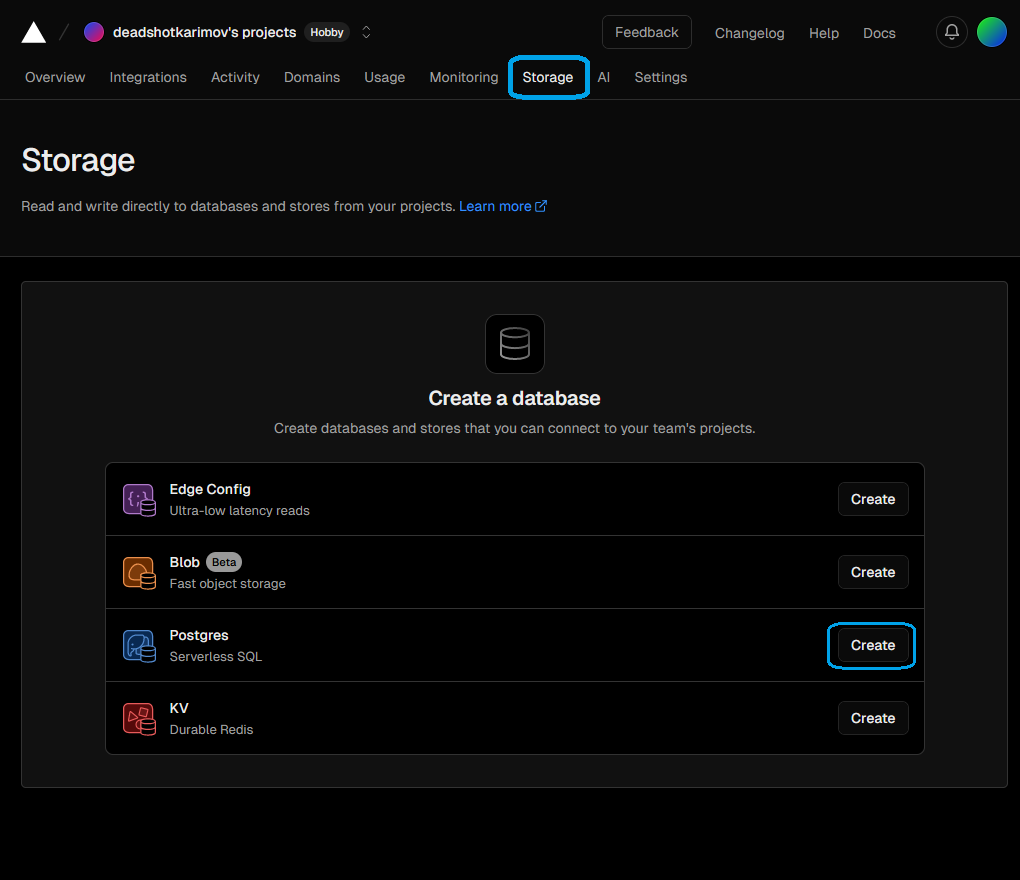 deadshotkarimov's projects Hobby Feedback Changelog Help Docs
Overview Integrations Activity Domains Usage Monitoring Storage AI Settings
Storage
Read and write directly to databases and stores from your projects. Learn more
Create a database
Create databases and stores that you can connect to your team's projects.
Edge Config
Ultra-low latency reads
Create
Blob Beta
Fast object storage
Create
Postgres
Serverless SQL
Create
KV
Durable Redis
Create